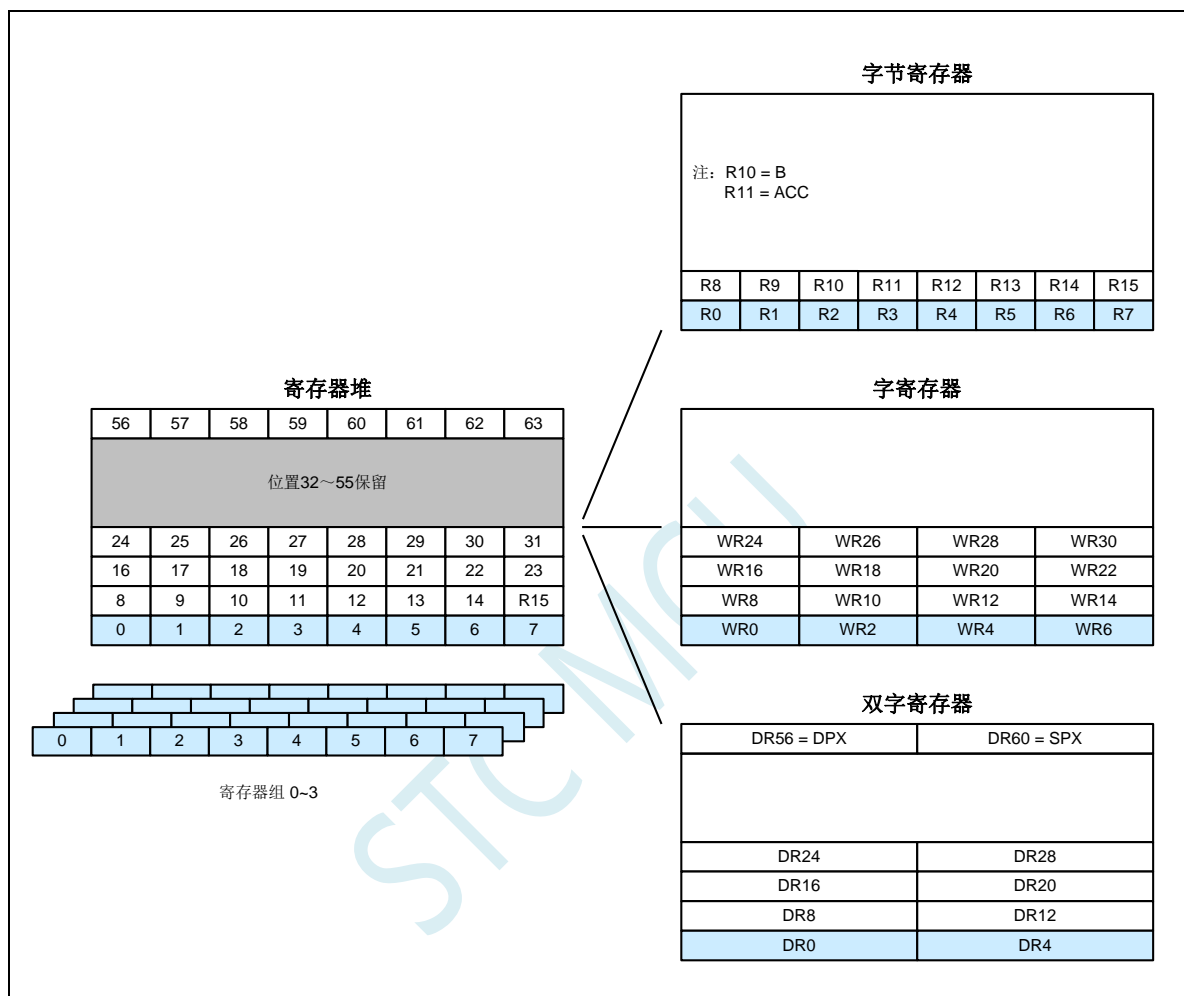 字节寄存器
注：R10 = B
R11 = ACC
R8 R9 R10 R11 R12 R13 R14 R15
R0 R1 R2 R3 R4 R5 R6 R7
寄存器堆
56 57 58 59 60 61 62 63
位置32～55保留
24 25 26 27 28 29 30 31
16 17 18 19 20 21 22 23
8 9 10 11 12 13 14 R15
0 1 2 3 4 5 6 7
0 1 2 3 4 5 6 7
寄存器组 0~3
字寄存器
WR24 WR26 WR28 WR30
WR16 WR18 WR20 WR22
WR8 WR10 WR12 WR14
WR0 WR2 WR4 WR6
双字寄存器
DR56 = DPX DR60 = SPX
DR24 DR28
DR16 DR20
DR8 DR12
DR0 DR4
STC MCU